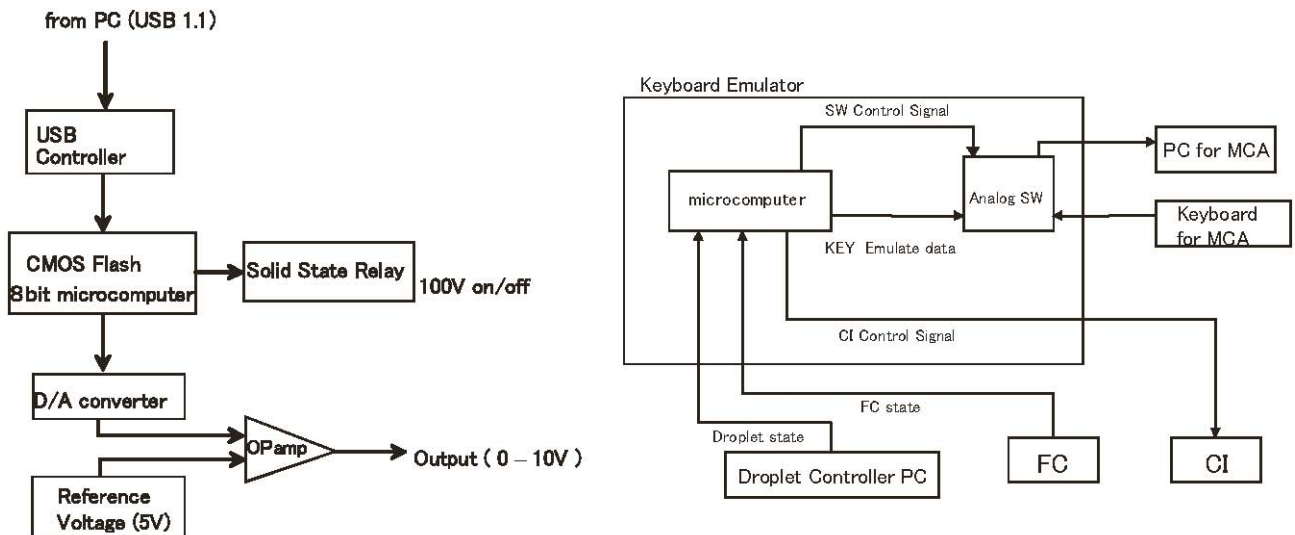 from PC (USB 1.1)
USB
Controller
CMOS Flash
8bit microcomputer
Solid State Relay
100V on/off
D/A converter
OPamp
Output ( 0 – 10V )
Reference
Voltage (5V)
Keyboard Emulator
SW Control Signal
PC for MCA
microcomputer
Analog SW
Keyboard
for MCA
KEY Emulate data
CI Control Signal
FC state
Droplet state
Droplet Controller PC
FC
CI